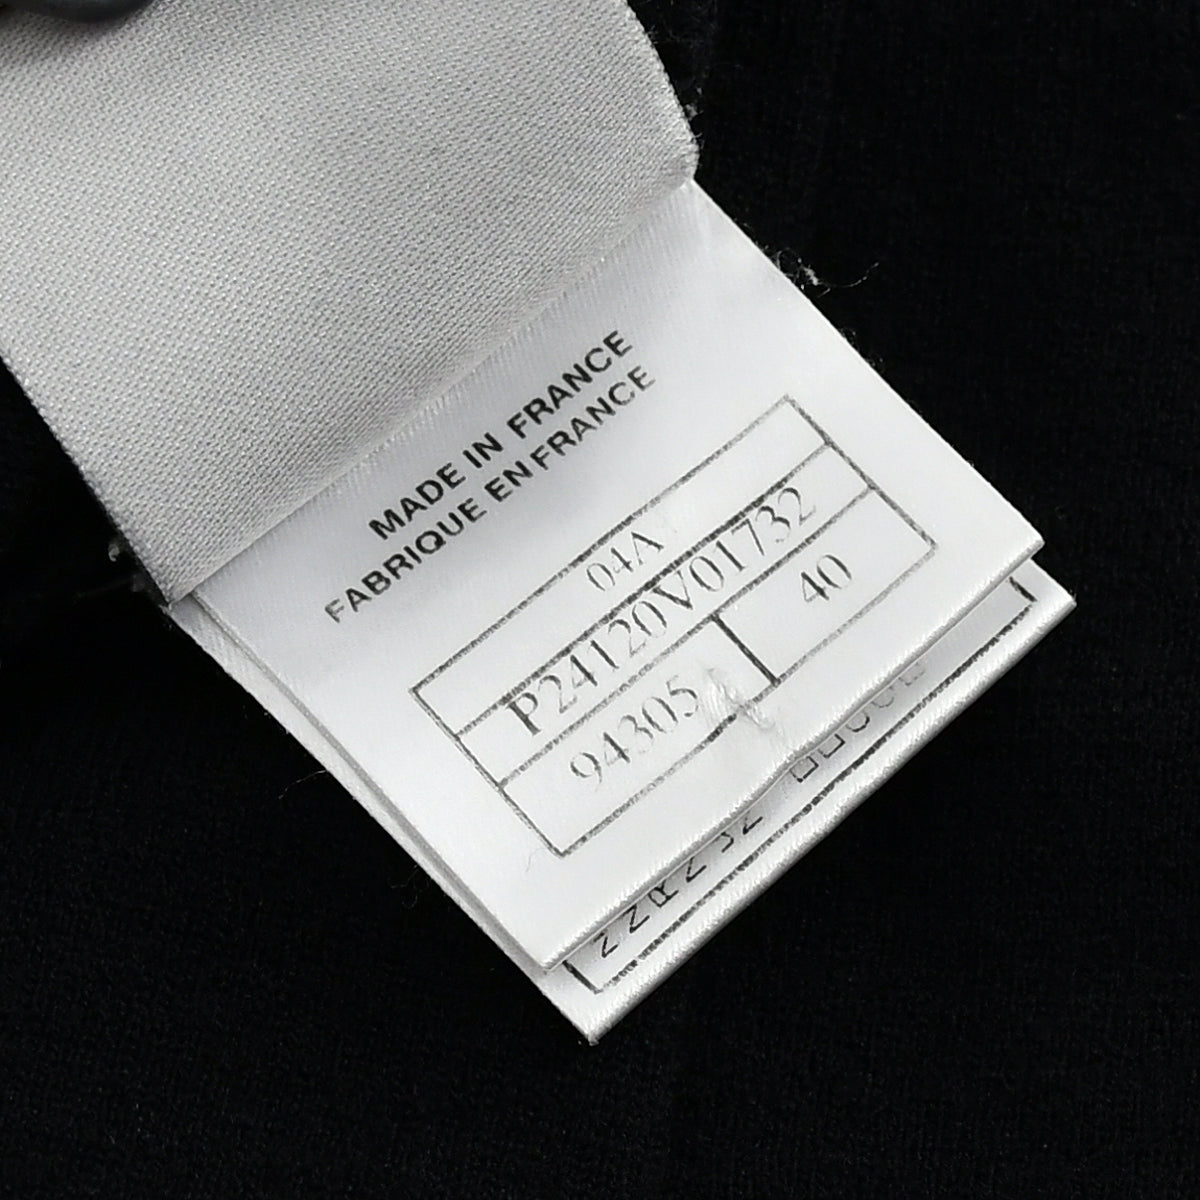 MADE IN FRANCE
FABRIQUE EN FRANCE
04A
P24120V01732
94305 40